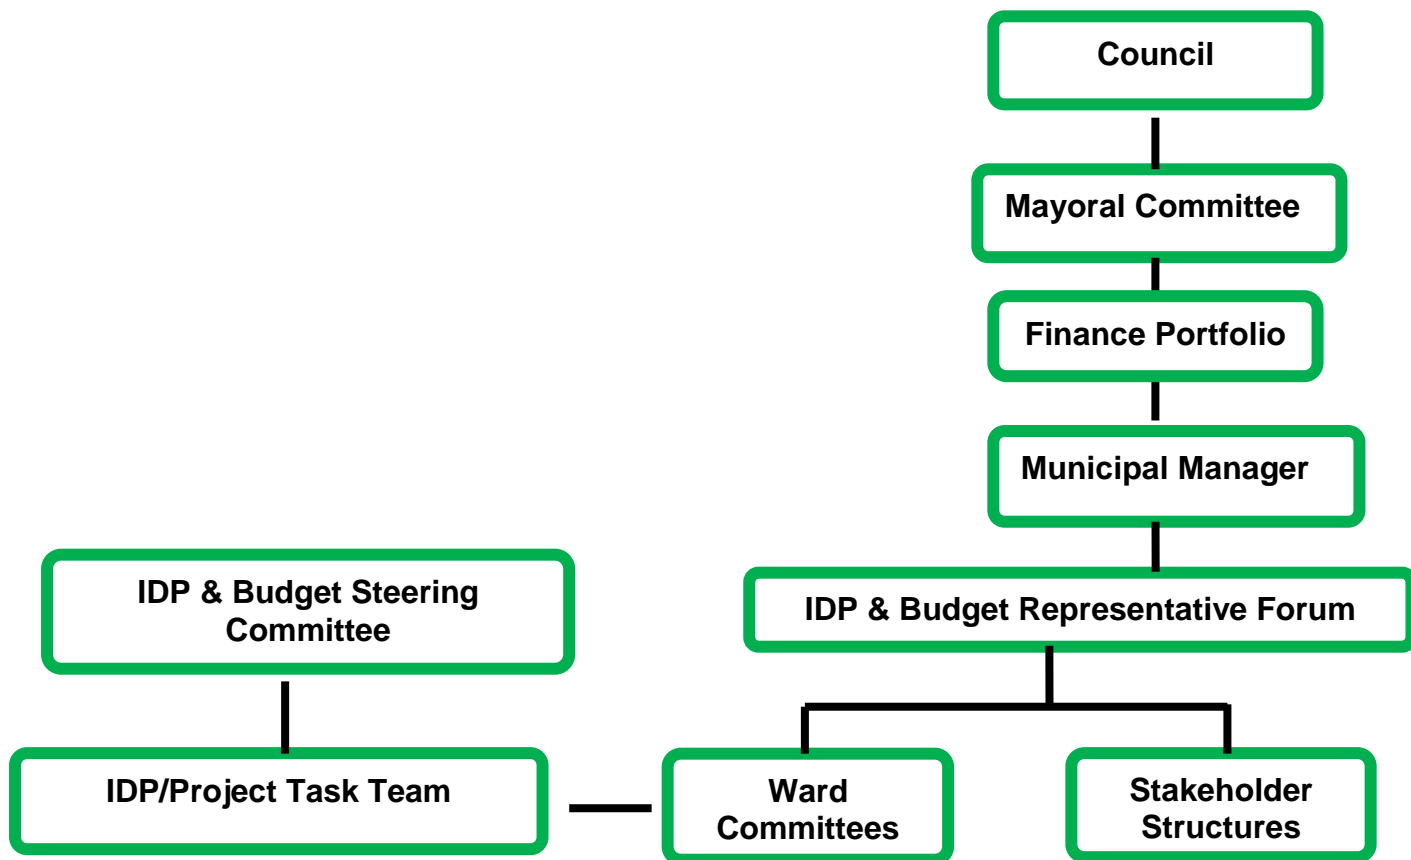 Council
Mayoral Committee
Finance Portfolio
Municipal Manager
IDP & Budget Steering
Committee
IDP & Budget Representative Forum
IDP/Project Task Team
Ward
Committees
Stakeholder
Structures